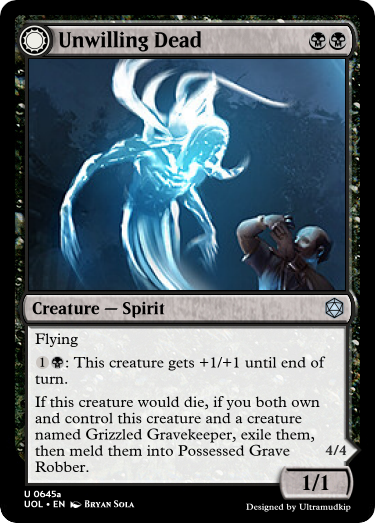 Unwilling Dead
Creature — Spirit
Flying
1: This creature gets +1/+1 until end of
turn.
If this creature would die, if you both own
and control this creature and a creature
named Grizzled Gravekeeper, exile them,
then meld them into Possessed Grave
Robber.
4/4
1/1
U 0645a
UOL • EN Bryan Sola
Designed by Ultramudkip